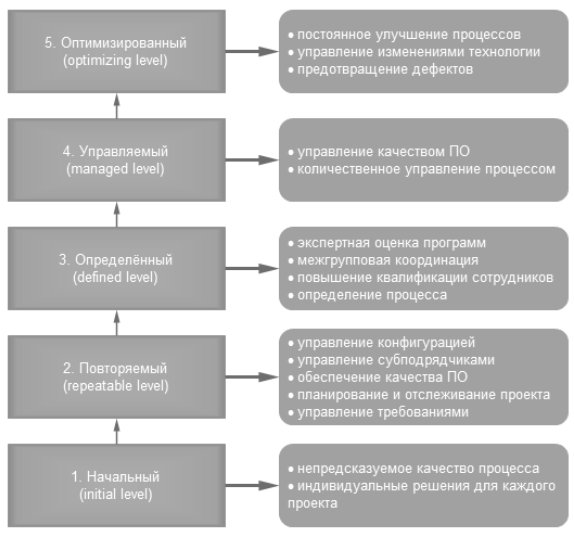 5. Оптимизированный
(optimizing level)
• постоянное улучшение процессов
• управление изменениями технологии
• предотвращение дефектов
4. Управляемый
(managed level)
• управление качеством ПО
• количественное управление процессом
3. Определённый
(defined level)
• экспертная оценка программ
• межгрупповая координация
• повышение квалификации сотрудников
• определение процесса
2. Повторяемый
(repeatable level)
• управление конфигурацией
• управление субподрядчиками
• обеспечение качества ПО
• планирование и отслеживание проекта
• управление требованиями
1. Начальный
(initial level)
• непредсказуемое качество процесса
• индивидуальные решения для каждого
проекта